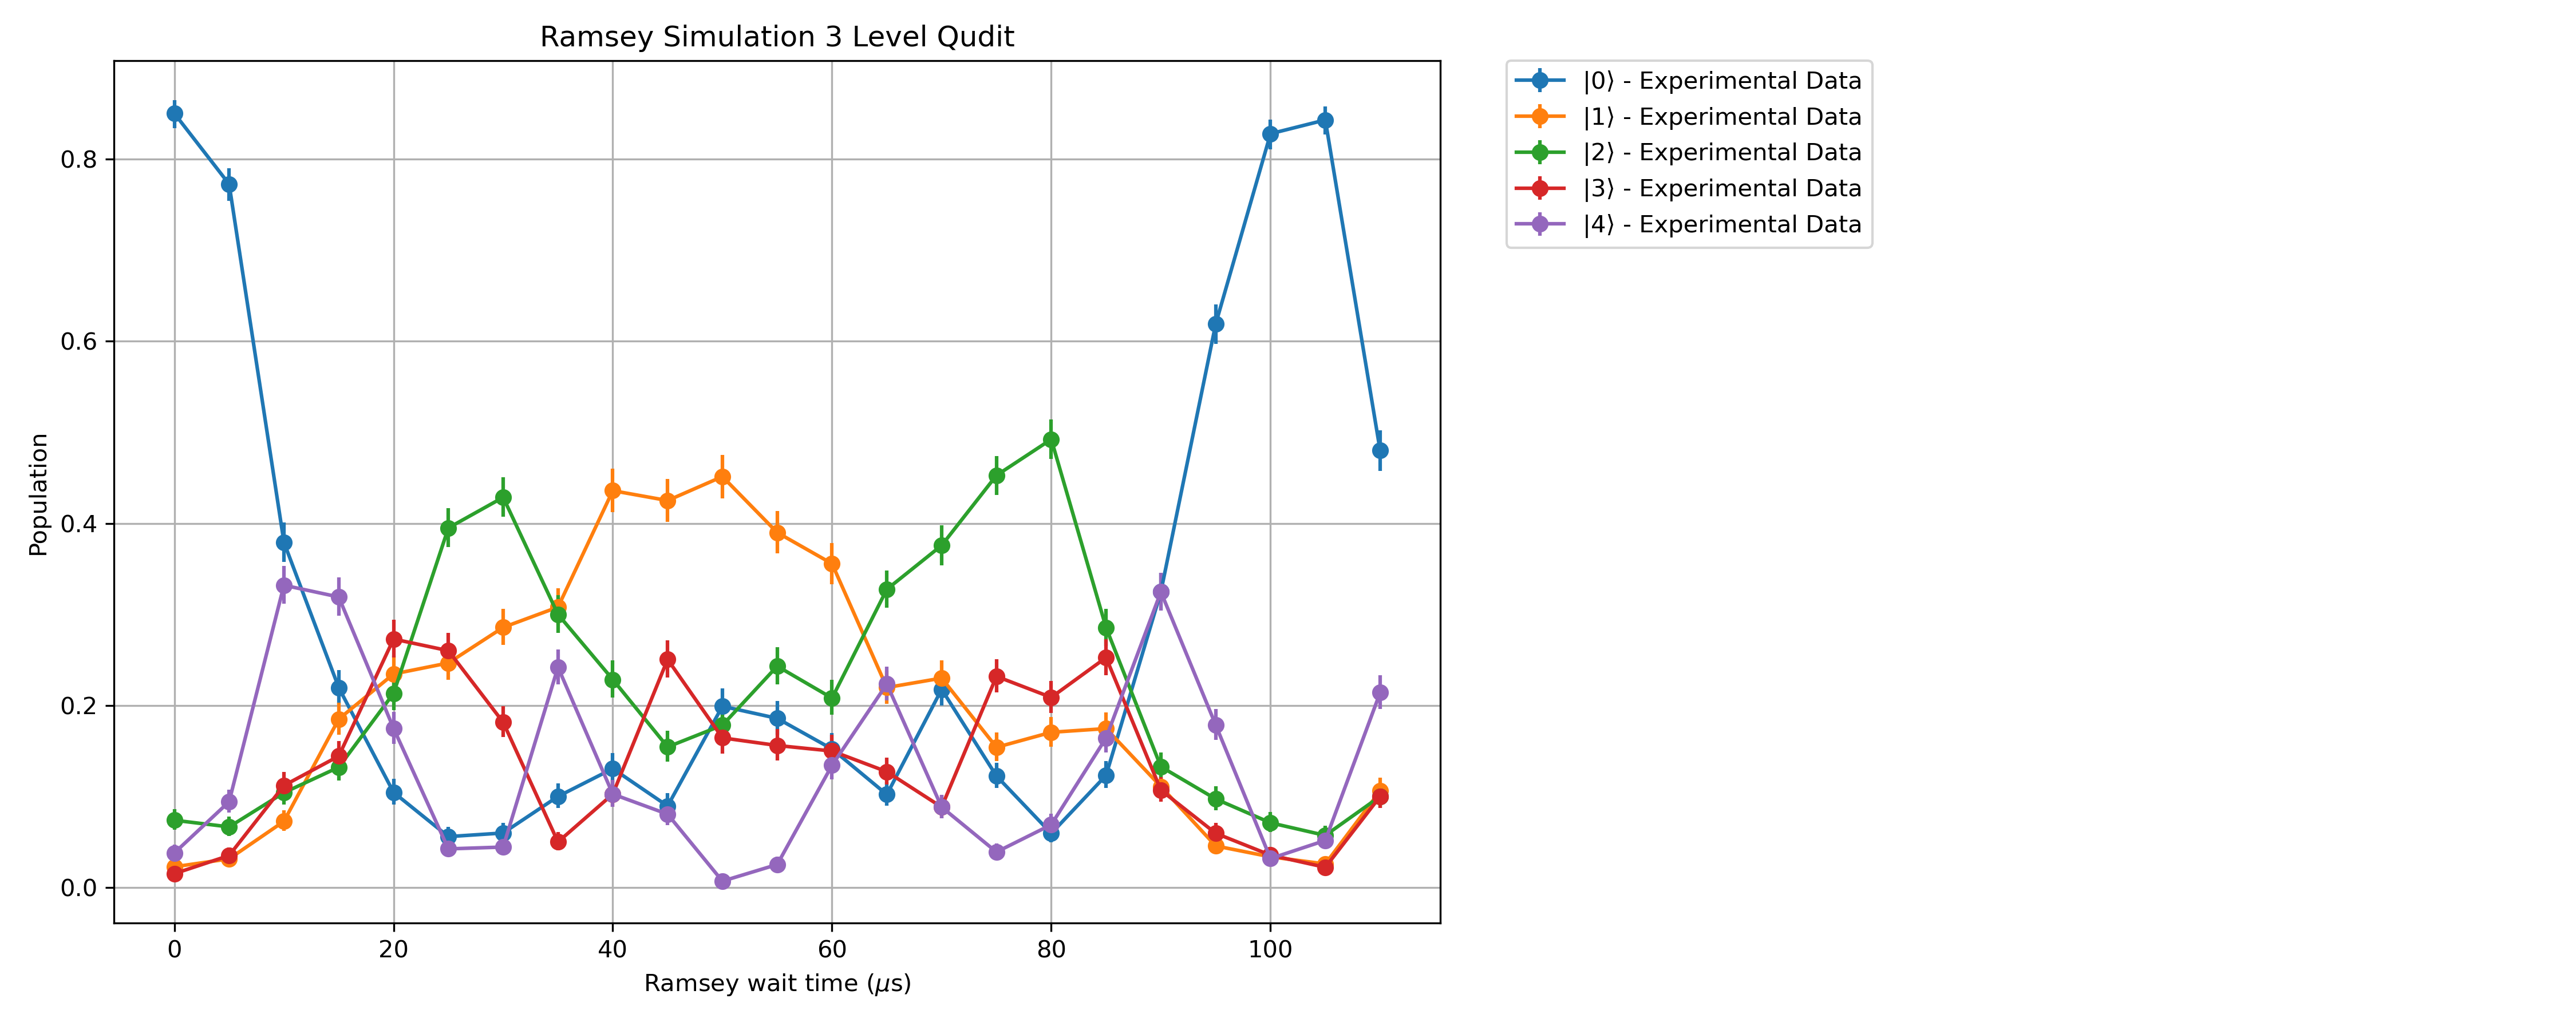 Ramsey Simulation 3 Level Qudit
|0⟩ - Experimental Data
|1⟩ - Experimental Data
|2⟩ - Experimental Data
|3⟩ - Experimental Data
|4⟩ - Experimental Data
Population
0.8
0.6
0.4
0.2
0.0
0 20 40 60 80 100
Ramsey wait time (μs)